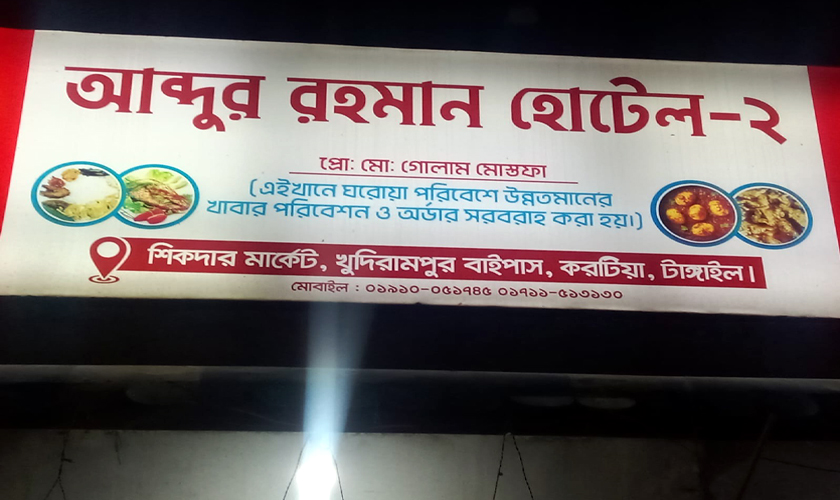 আব্দুর রহমান হোটেল-২
প্রো: মো: গোলাম মোস্তফা
(এইখানে ঘরোয়া পরিবেশে উন্নতমানের
খাবার পরিবেশন ও অর্ডার সরবরাহ করা হয়।)
শিকদার মার্কেট, খুদিরামপুর বাইপাস, করটিয়া, টাঙ্গাইল।
মোবাইল : ০১৯১০-০৫১৭৪৫ ০১৭১১-৫১৩১৩০